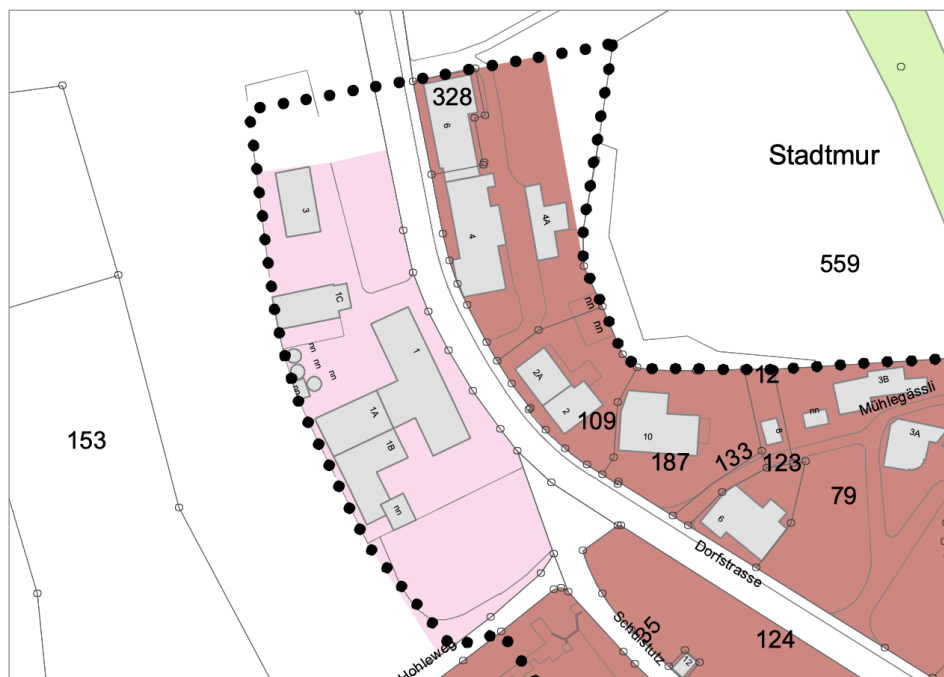 328
6
Stadtmur
3
4A
4
559
1C
nn
nn
1
nn
nn
nn
12
2A
3B
nn
Mühlegässli
1A
2
109
3A
153
1B
10
8
187
133
123
79
nn
6
Dorfstrasse
35
Schulstutz
124
Hohleweg
12